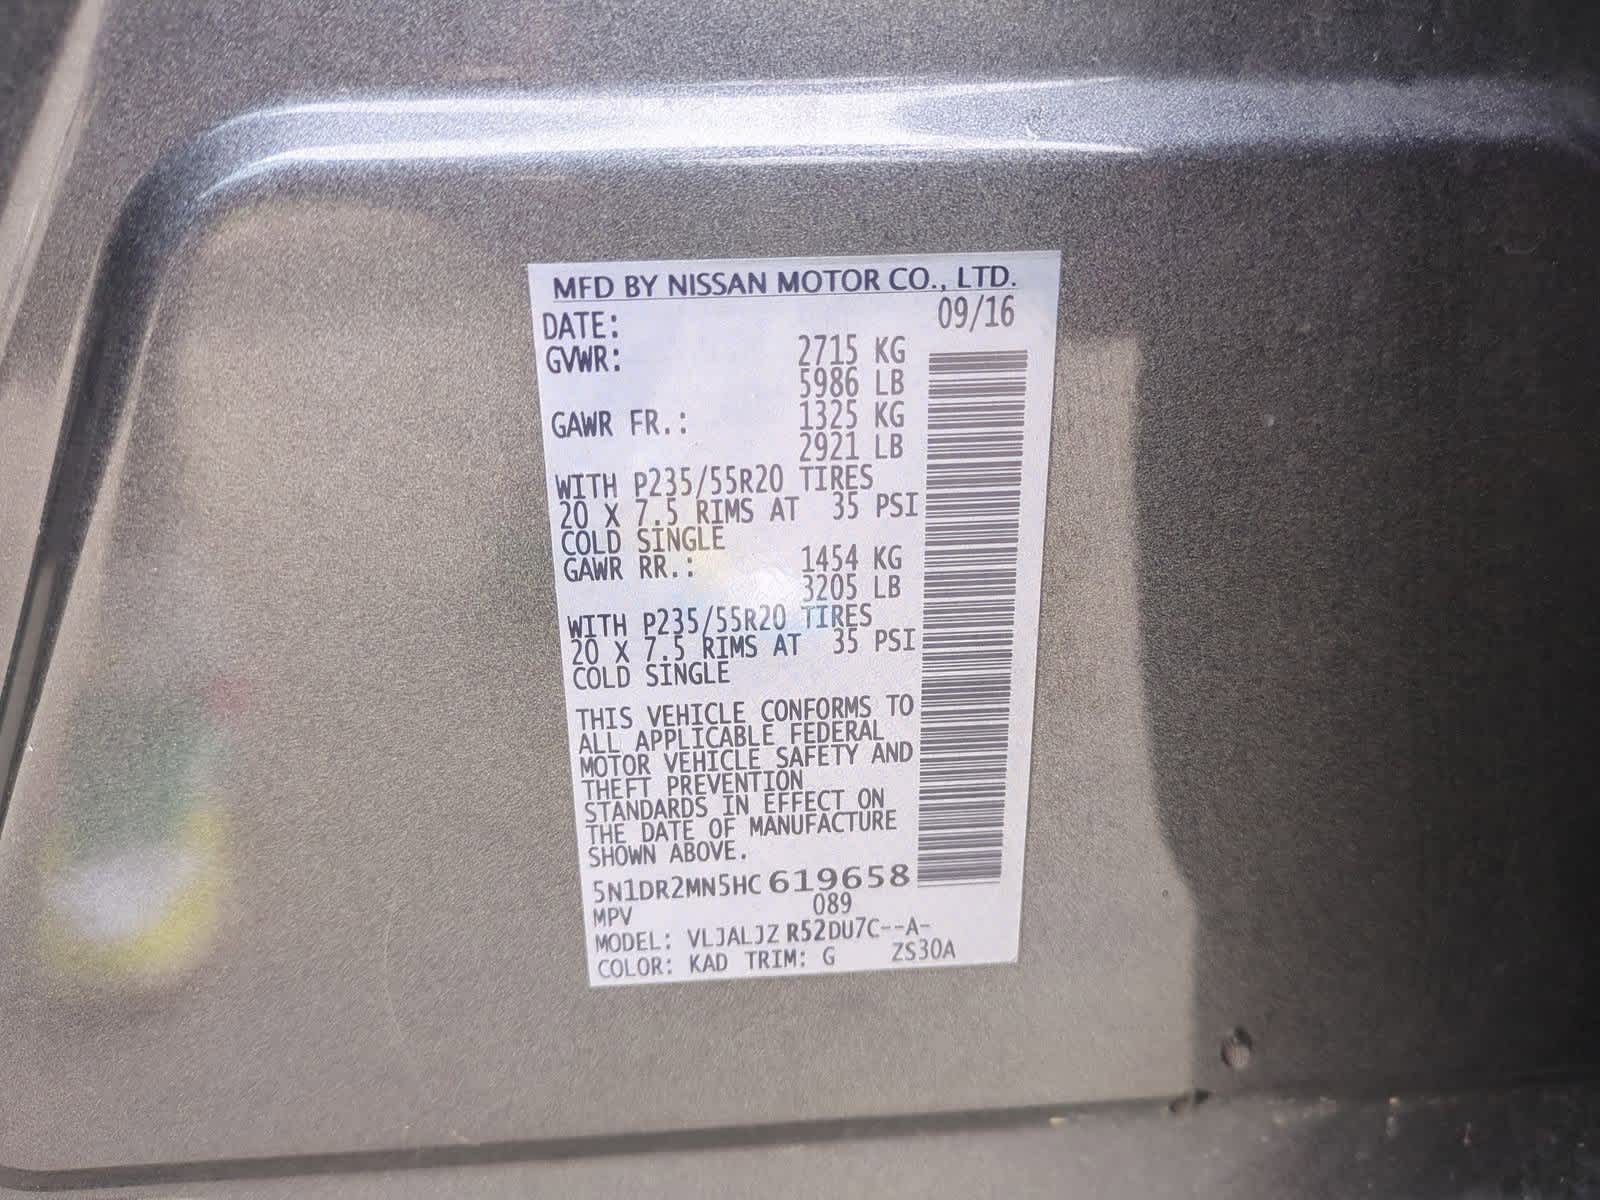 MFD BY NISSAN MOTOR CO., LTD.
DATE: 09/16
GVWR: 2715 KG
5986 LB
GAWR FR.: 1325 KG
2921 LB
WITH P235/55R20 TIRES
20 X 7.5 RIMS AT 35 PSI
COLD SINGLE
GAWR RR.: 1454 KG
3205 LB
WITH P235/55R20 TIRES
20 X 7.5 RIMS AT 35 PSI
COLD SINGLE
THIS VEHICLE CONFORMS TO
ALL APPLICABLE FEDERAL
MOTOR VEHICLE SAFETY AND
THEFT PREVENTION
STANDARDS IN EFFECT ON
THE DATE OF MANUFACTURE
SHOWN ABOVE.
5N1DR2MN5HC 619658
MPV 089
MODEL: VLJALJZ R52DU7C--A-
COLOR: KAD TRIM: G ZS30A